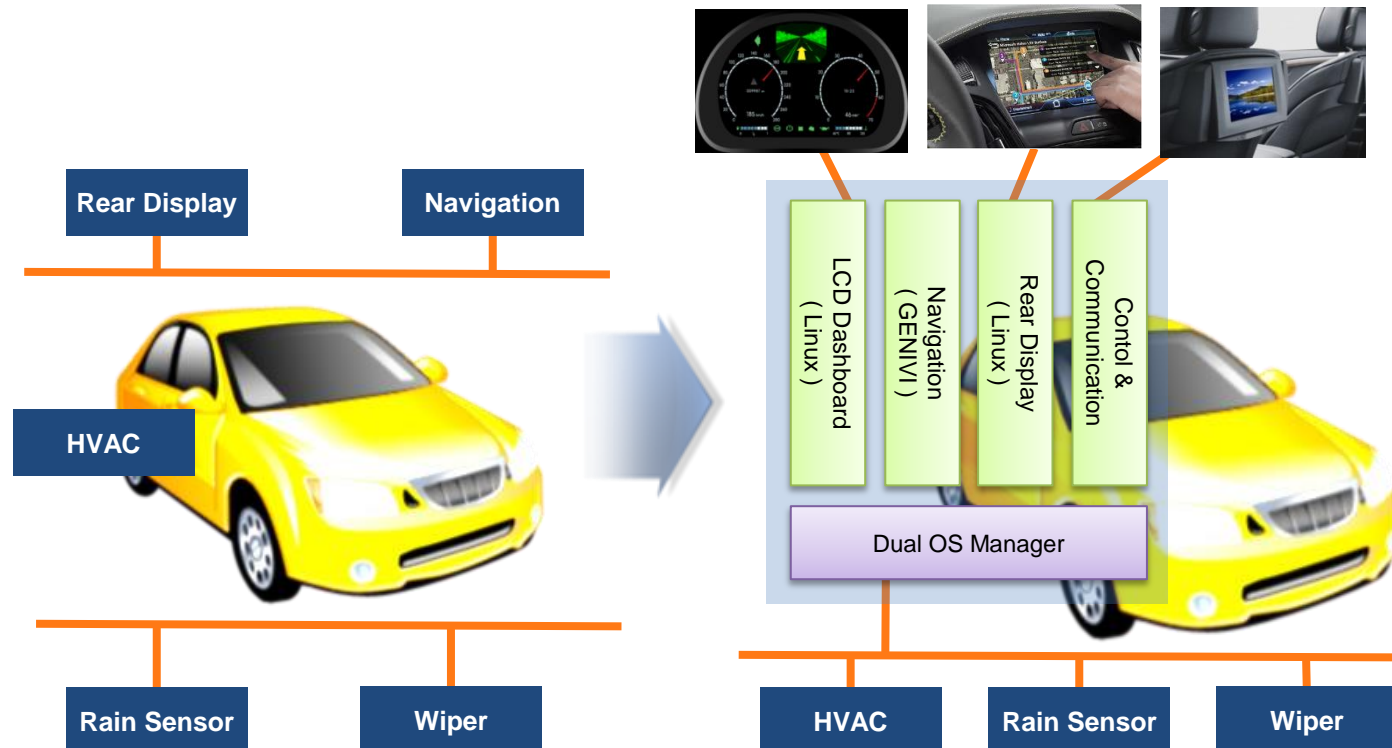 Rear Display
Navigation
HVAC
Rain Sensor
Wiper
LCD Dashboard
( Linux )
Navigation
( GENIVI )
Rear Display
( Linux )
Contol &
Communication
Dual OS Manager
HVAC
Rain Sensor
Wiper